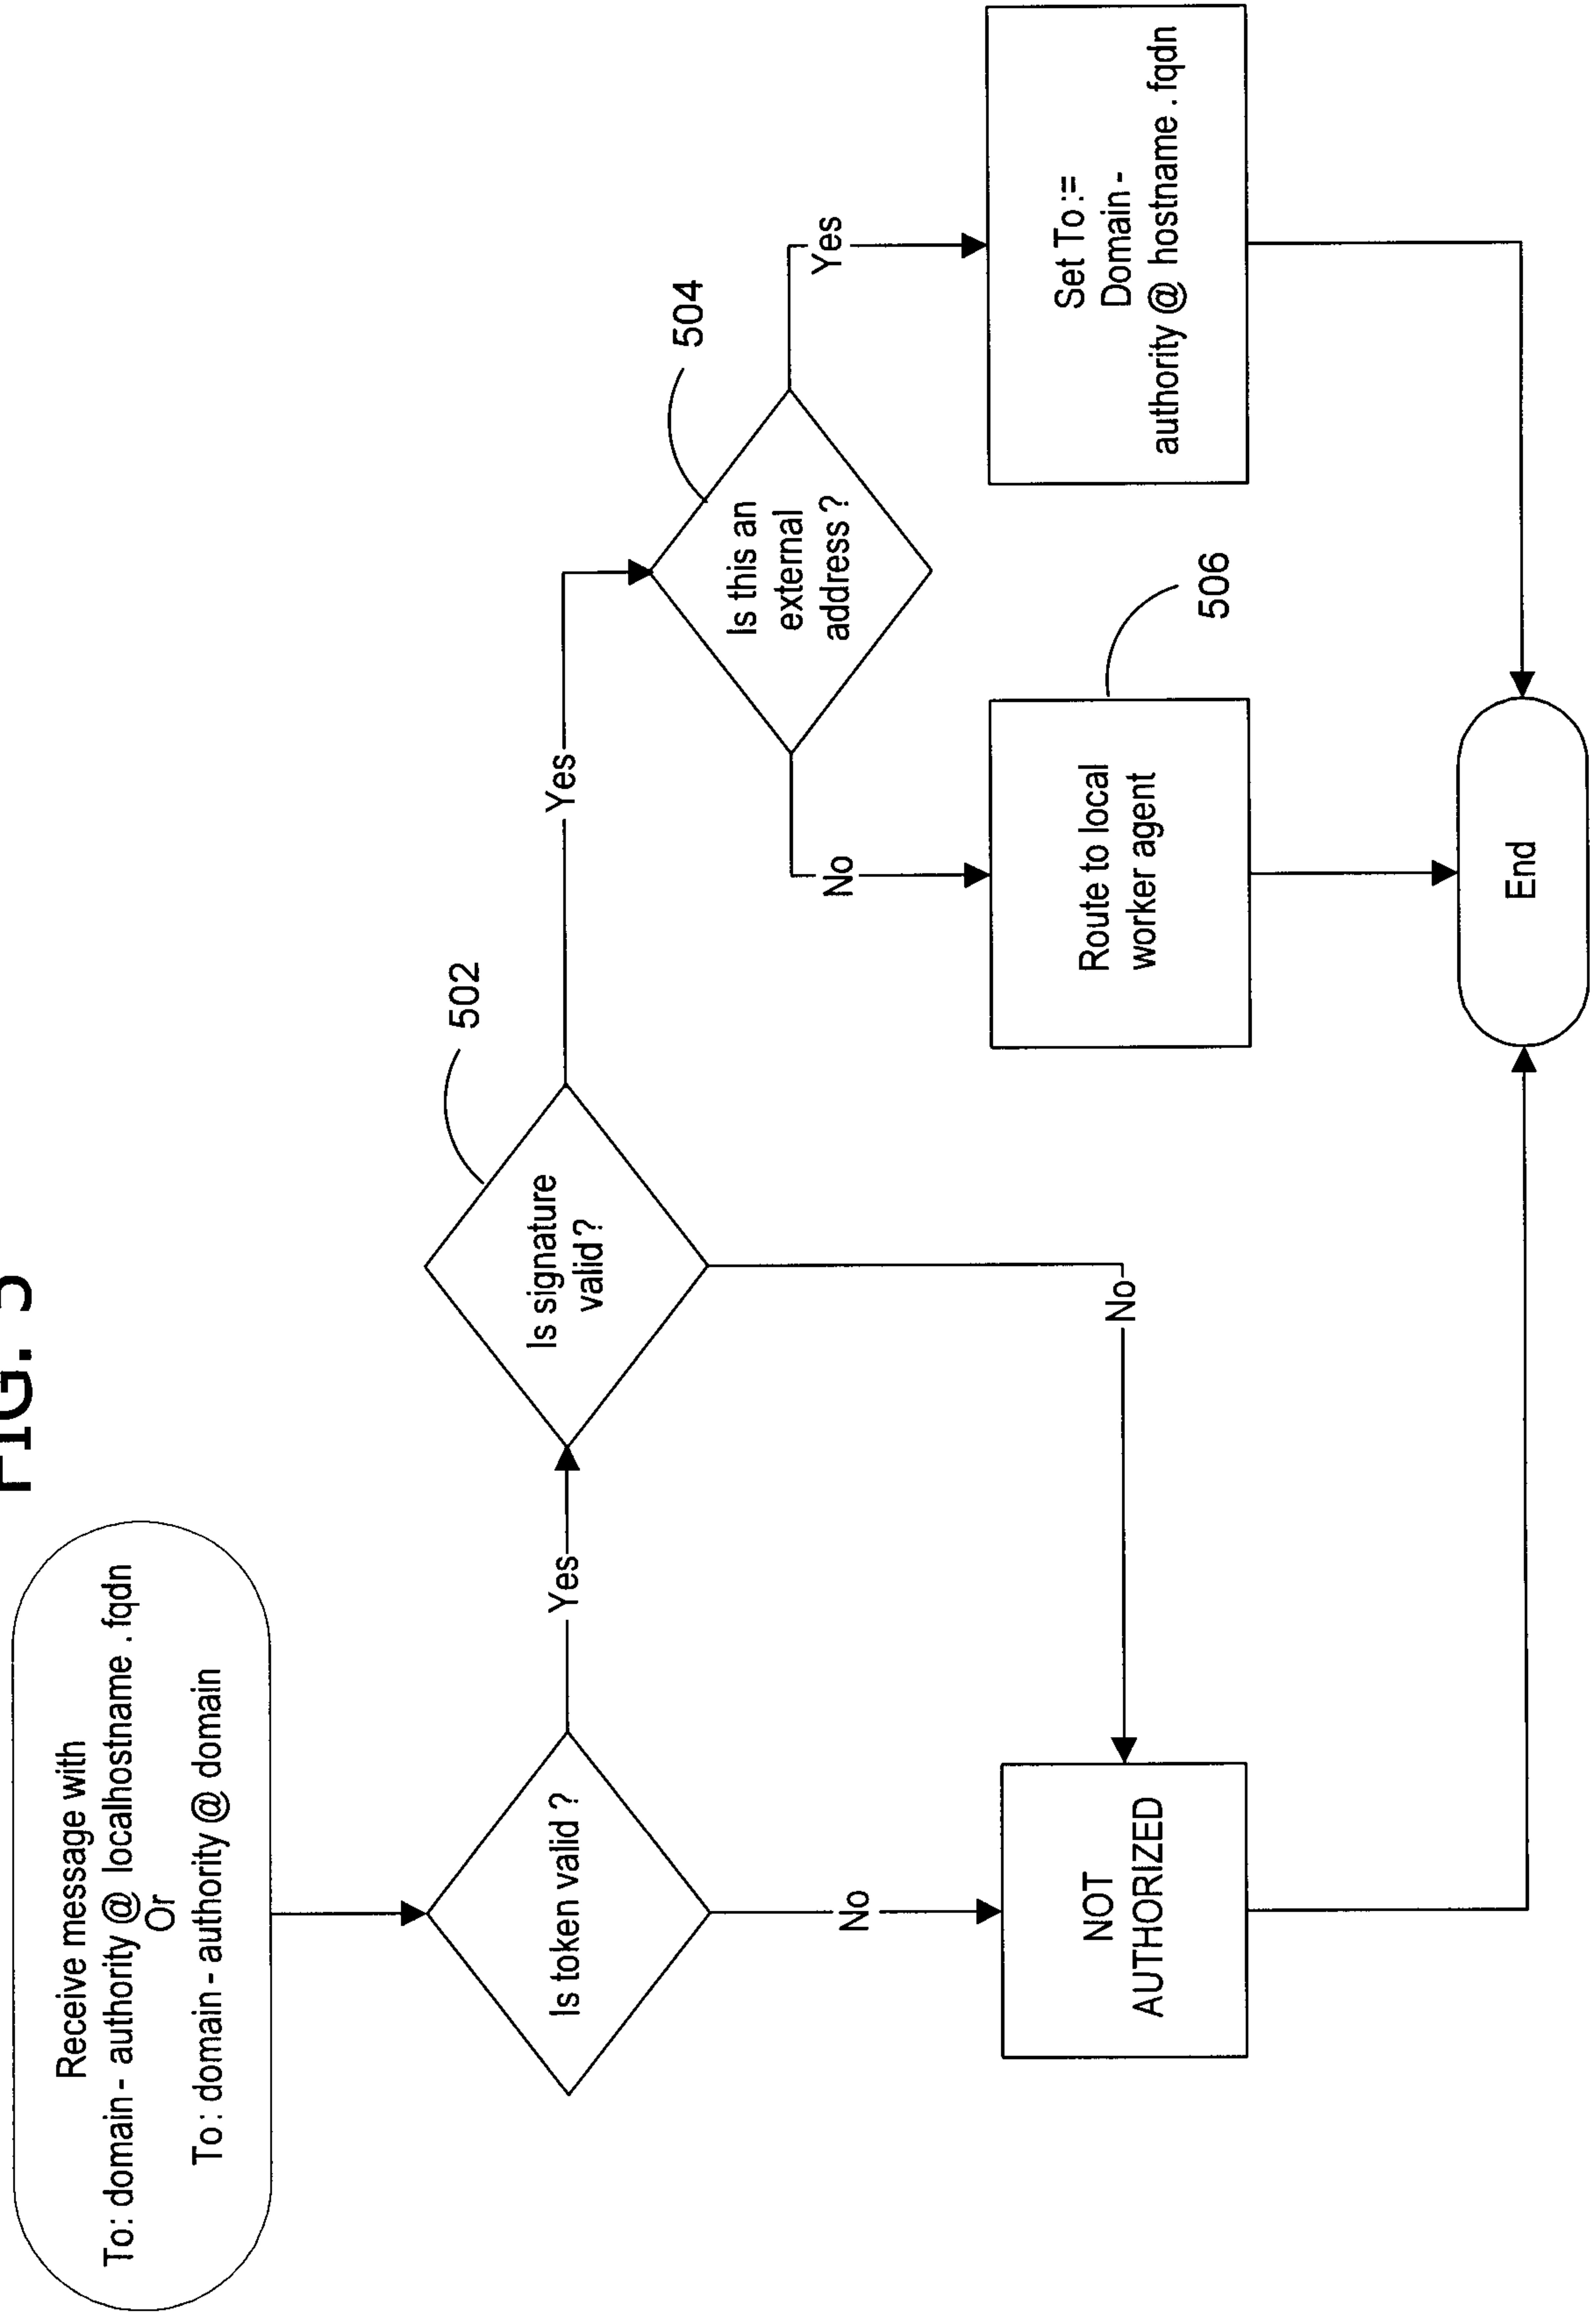 FIG. 5
Receive message with
To: domain - authority @ localhostname . fqdn
Or
To: domain - authority @ domain
Is token valid ?
Yes
No
502
Is signature
valid ?
Yes
No
504
Is this an
external
address ?
Yes
No
NOT
AUTHORIZED
Route to local
worker agent
506
Set To :=
Domain -
authority @ hostname . fqdn
End